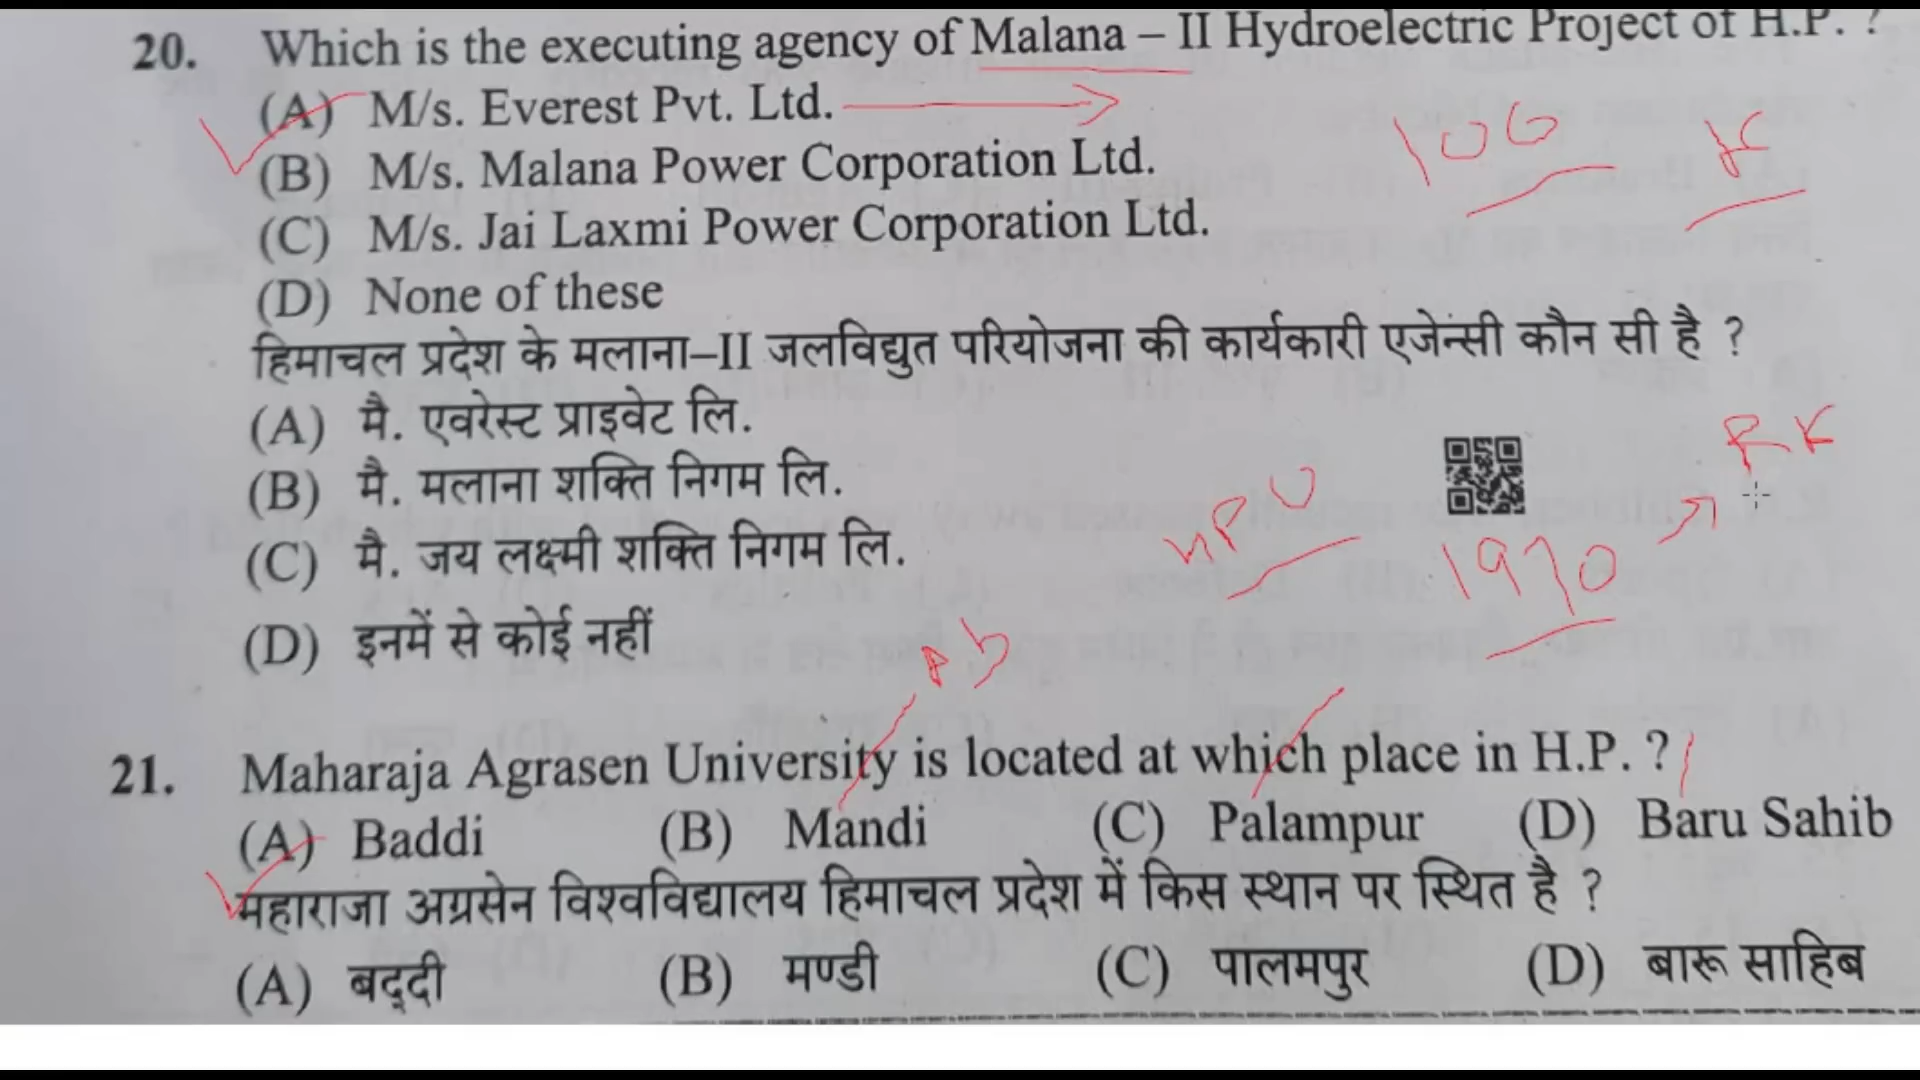 20. Which is the executing agency of Malana – II Hydroelectric Project of H.P. ?
(A) M/s. Everest Pvt. Ltd.
(B) M/s. Malana Power Corporation Ltd.
(C) M/s. Jai Laxmi Power Corporation Ltd.
(D) None of these
हिमाचल प्रदेश के मलाना–II जलविद्युत परियोजना की कार्यकारी एजेन्सी कौन सी है ?
(A) मै. एवरेस्ट प्राइवेट लि.
(B) मै. मलाना शक्ति निगम लि.
(C) मै. जय लक्ष्मी शक्ति निगम लि.
(D) इनमें से कोई नहीं
100
HPU
1970
RK
21. Maharaja Agrasen University is located at which place in H.P. ?
(A) Baddi (B) Mandi (C) Palampur (D) Baru Sahib
महाराजा अग्रसेन विश्वविद्यालय हिमाचल प्रदेश में किस स्थान पर स्थित है ?
(A) बद्दी (B) मण्डी (C) पालमपुर (D) बारू साहिब